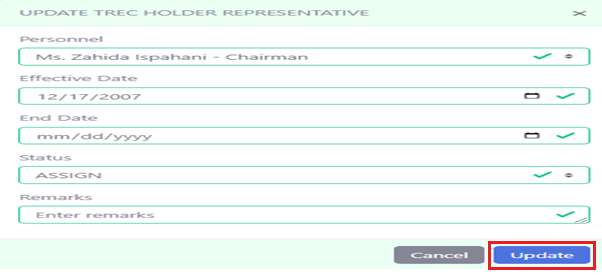 UPDATE TREC HOLDER REPRESENTATIVE
Personnel
Ms. Zahida Ispahani - Chairman
Effective Date
12/17/2007
End Date
mm/dd/yyyy
Status
ASSIGN
Remarks
Enter remarks
Cancel Update